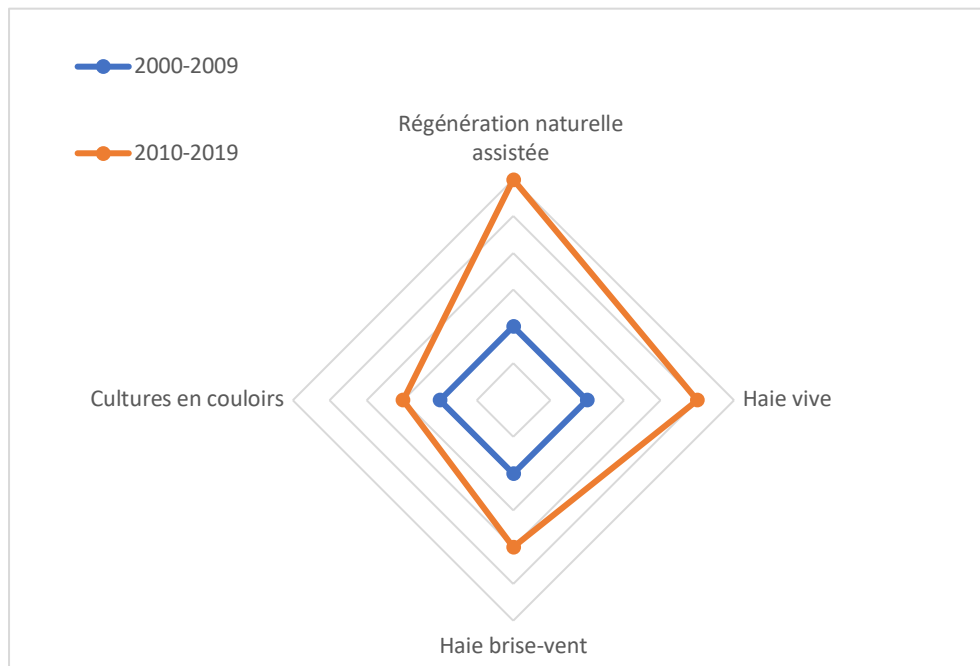 2000-2009
2010-2019
Régénération naturelle
assistée
Cultures en couloirs
Haie vive
Haie brise-vent